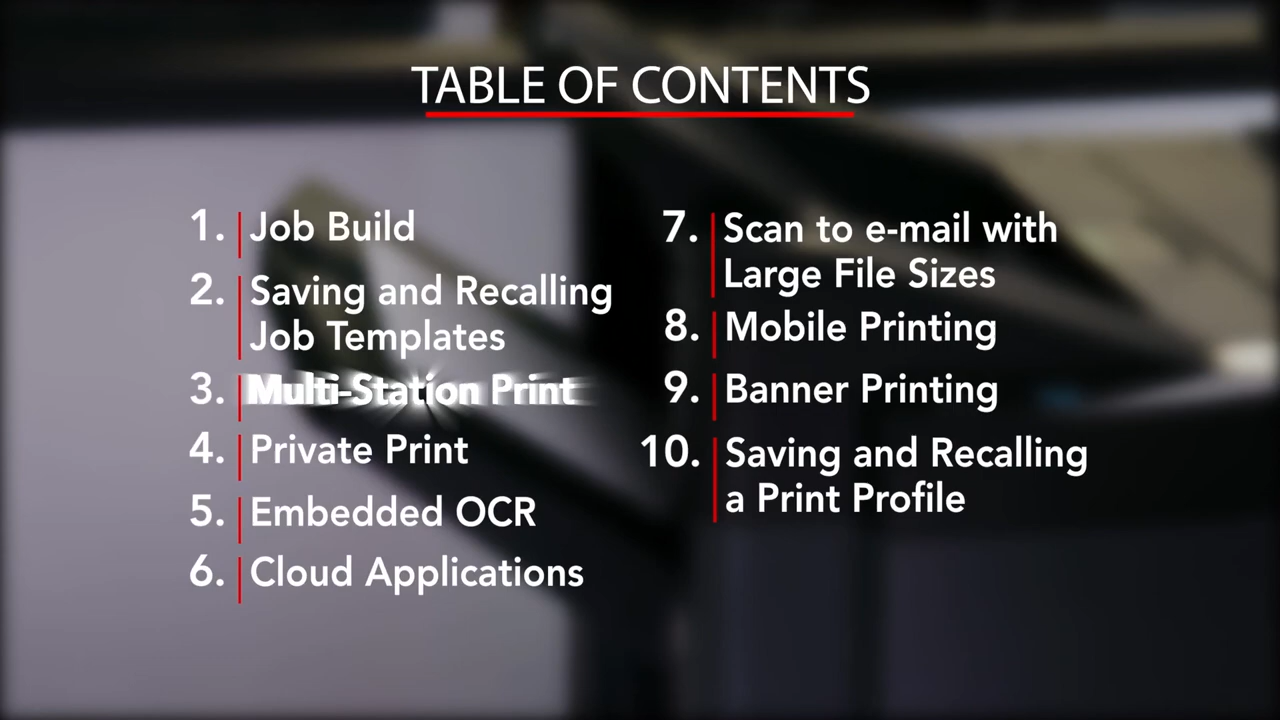 TABLE OF CONTENTS
1. Job Build
2. Saving and Recalling
Job Templates
3. Multi-Station Print
4. Private Print
5. Embedded OCR
6. Cloud Applications
7. Scan to e-mail with
Large File Sizes
8. Mobile Printing
9. Banner Printing
10. Saving and Recalling
a Print Profile